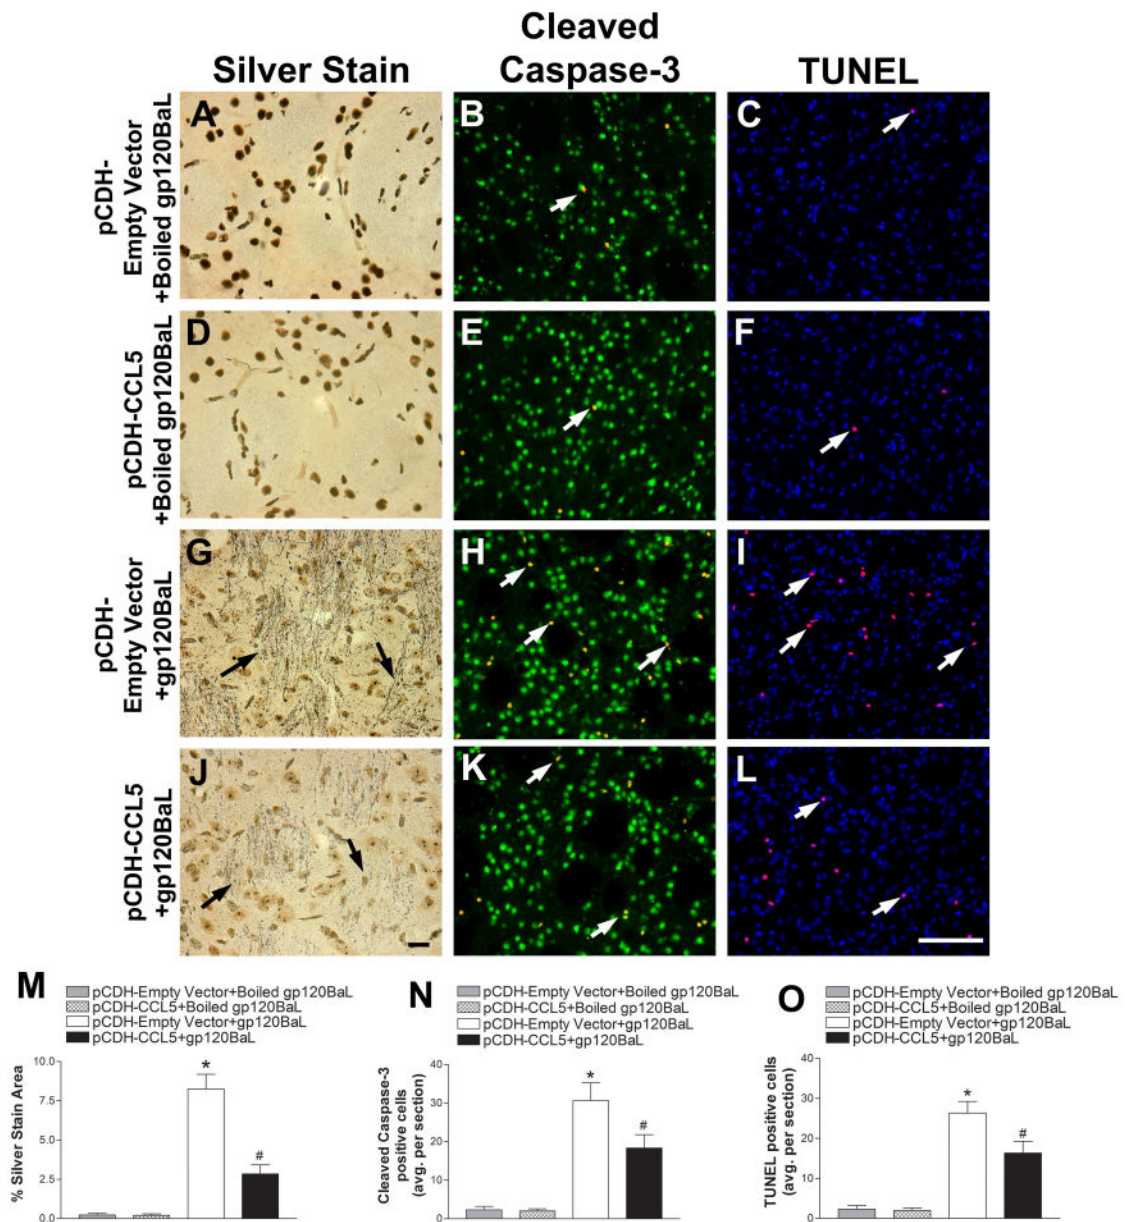 Silver Stain
Cleaved
Caspase-3
TUNEL
pCDH-
Empty Vector
+Boiled gp120BaL
A
B
C
pCDH-CCL5
+Boiled gp120BaL
D
E
F
pCDH-
Empty Vector
+gp120BaL
G
H
I
pCDH-CCL5
+gp120BaL
J
K
L
M
pCDH-Empty Vector+Boiled gp120BaL
pCDH-CCL5+Boiled gp120BaL
pCDH-Empty Vector+gp120BaL
pCDH-CCL5+gp120BaL
% Silver Stain Area
10.0
7.5
5.0
2.5
0.0
*
#
N
pCDH-Empty Vector+Boiled gp120BaL
pCDH-CCL5+Boiled gp120BaL
pCDH-Empty Vector+gp120BaL
pCDH-CCL5+gp120BaL
Cleaved Caspase-3
positive cells
(avg. per section)
40
30
20
10
0
*
#
O
pCDH-Empty Vector+Boiled gp120BaL
pCDH-CCL5+Boiled gp120BaL
pCDH-Empty Vector+gp120BaL
pCDH-CCL5+gp120BaL
TUNEL positive cells
(avg. per section)
40
30
20
10
0
*
#